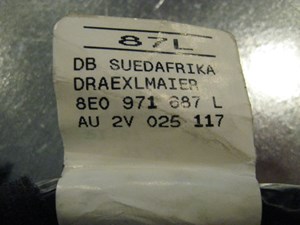 87L
DB SUEDAFRIKA
DRAEXLMAIER
8E0 971 687 L
AU 2V 025 117